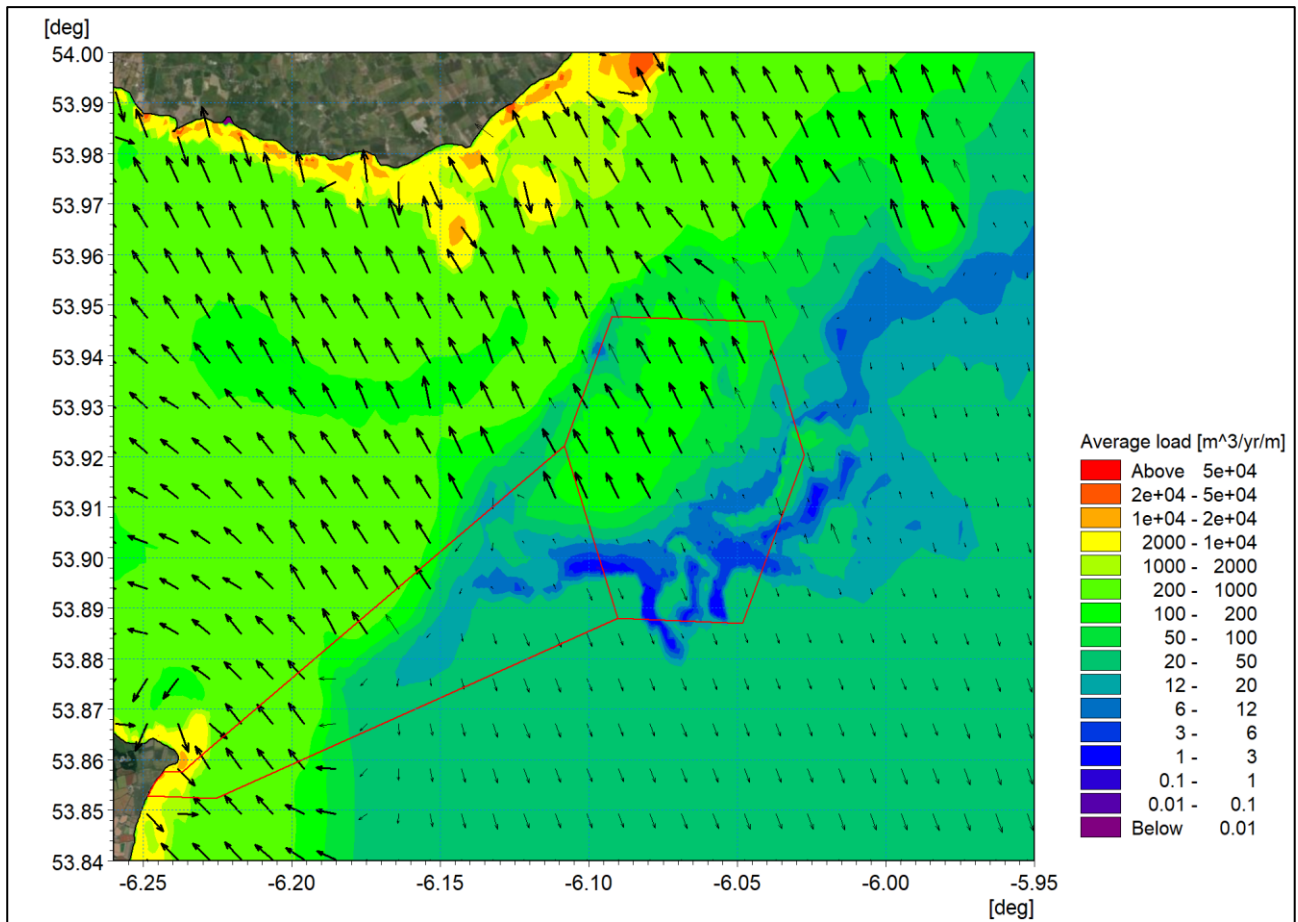 [deg]
54.00
53.99
53.98
53.97
53.96
53.95
53.94
53.93
53.92
53.91
53.90
53.89
53.88
53.87
53.86
53.85
53.84
-6.25 -6.20 -6.15 -6.10 -6.05 -6.00 -5.95
[deg]
Average load [m^3/yr/m]
Above 5e+04
2e+04 - 5e+04
1e+04 - 2e+04
2000 - 1e+04
1000 - 2000
200 - 1000
100 - 200
50 - 100
20 - 50
12 - 20
6 - 12
3 - 6
1 - 3
0.1 - 1
0.01 - 0.1
Below 0.01